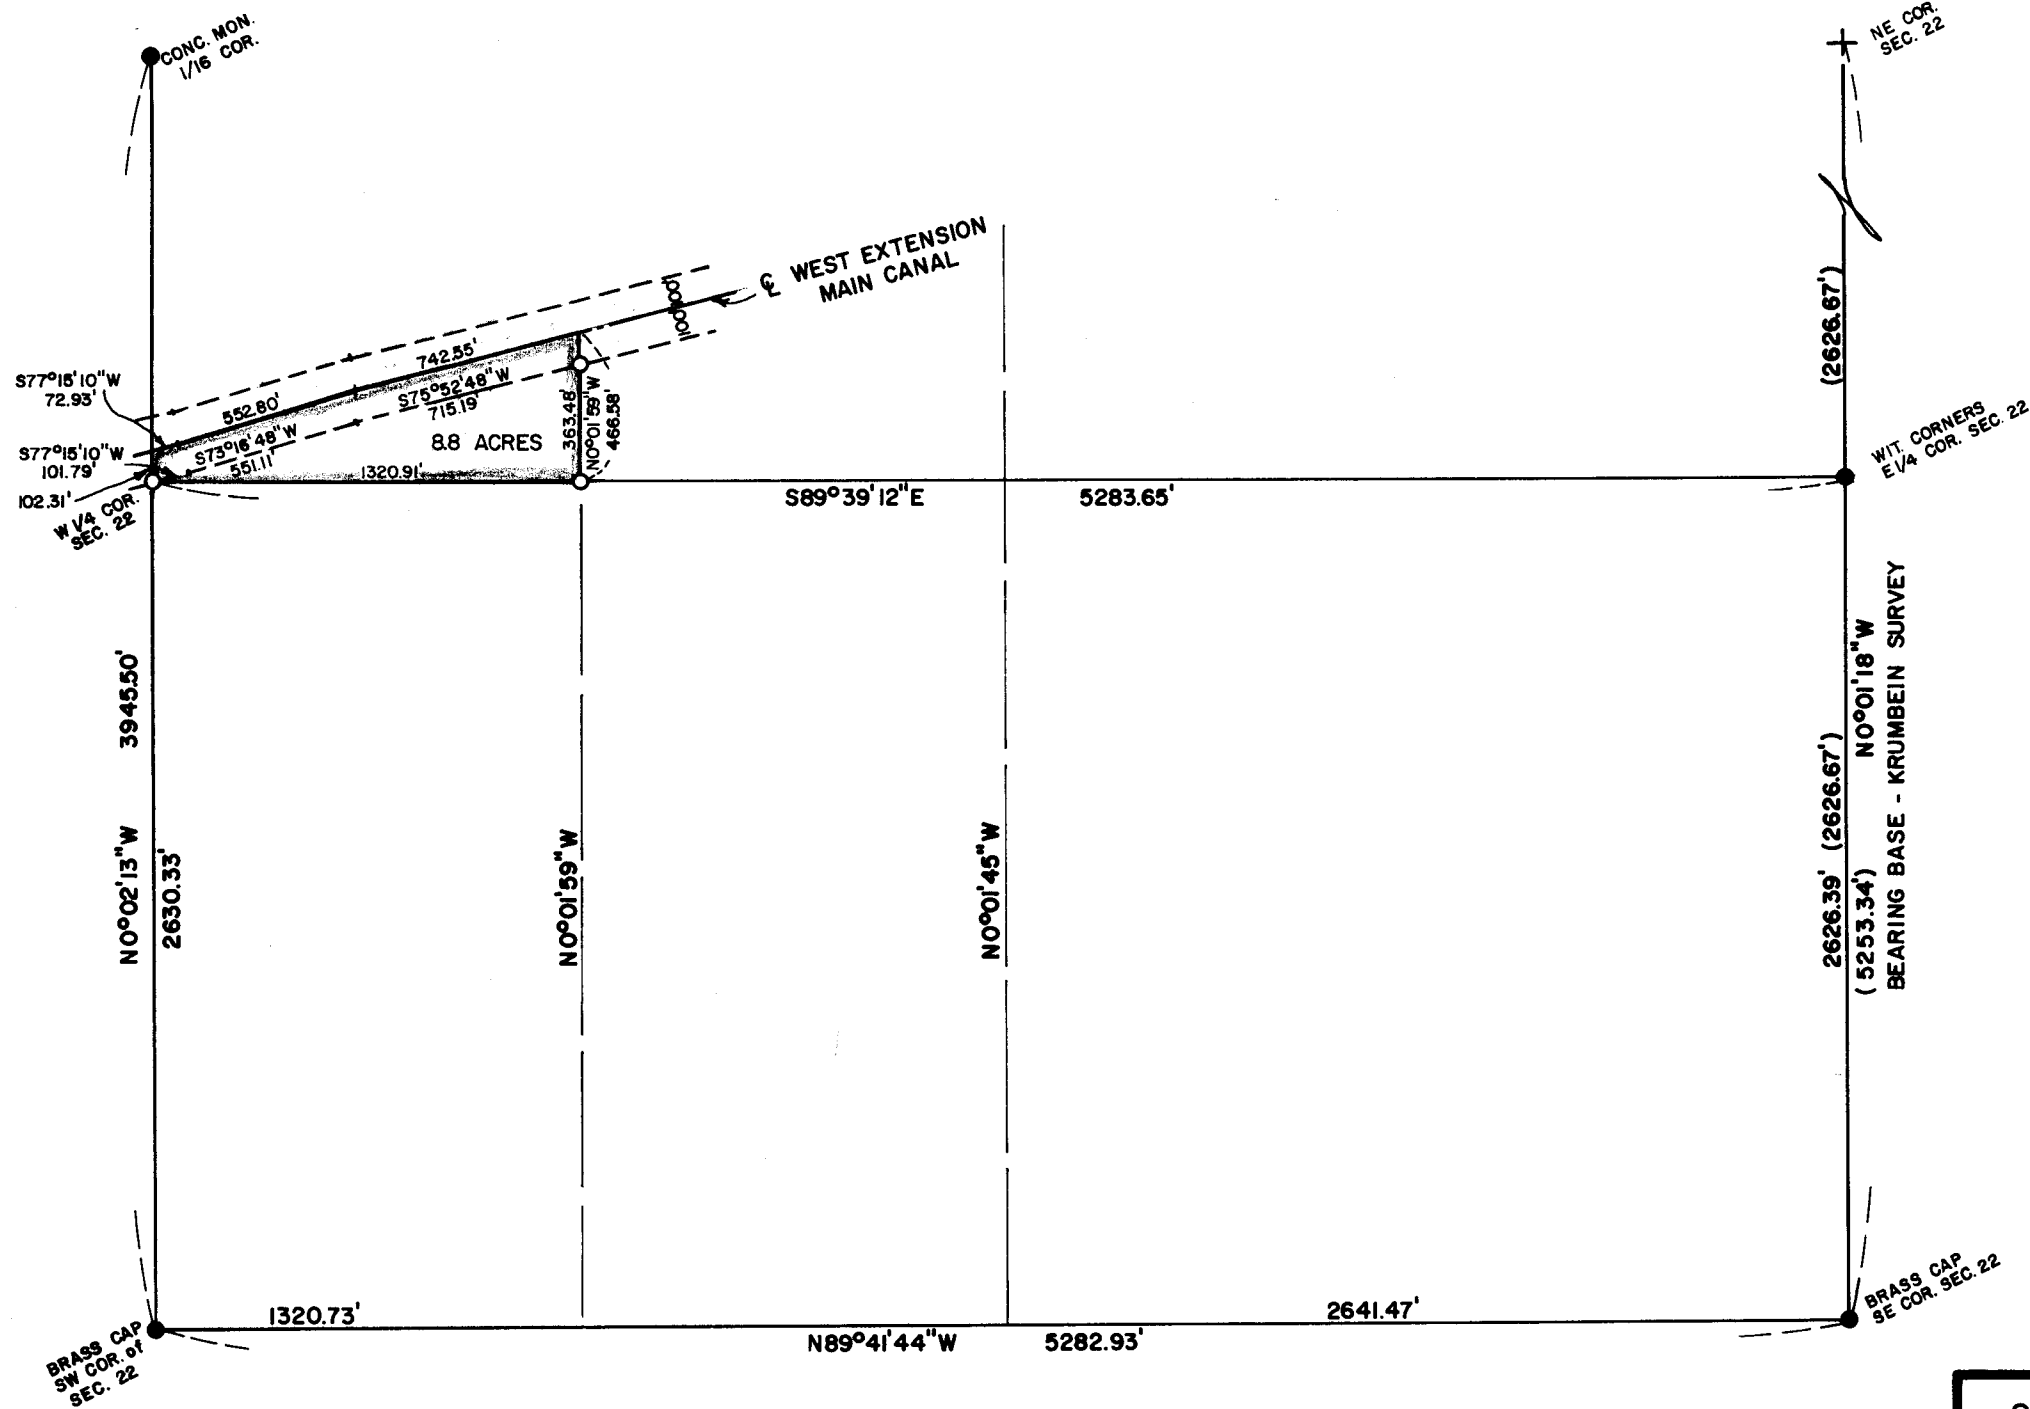 CONC. MON.
1/16 COR.
NE COR.
SEC. 22
℄ WEST EXTENSION
MAIN CANAL
100'
100'
(2626.67')
742.55'
S77°15'10"W
72.93'
552.80'
S75°52'48"W
715.19'
363.48'
N0°01'59"W
466.58'
S73°16'48"W
551.11'
8.8 ACRES
S77°15'10"W
101.79'
102.31'
1320.91'
W 1/4 COR.
SEC. 22
S89°39'12"E 5283.65'
WIT. CORNERS
E1/4 COR. SEC. 22
N0°02'13"W 3945.50'
2630.33'
N0°01'59"W
N0°01'45"W
2626.39' (2626.67')
(5253.34') N0°01'18"W
BEARING BASE - KRUMBEIN SURVEY
1320.73'
2641.47'
N89°41'44"W 5282.93'
BRASS CAP
SW COR. of
SEC. 22
BRASS CAP
SE COR. SEC. 22